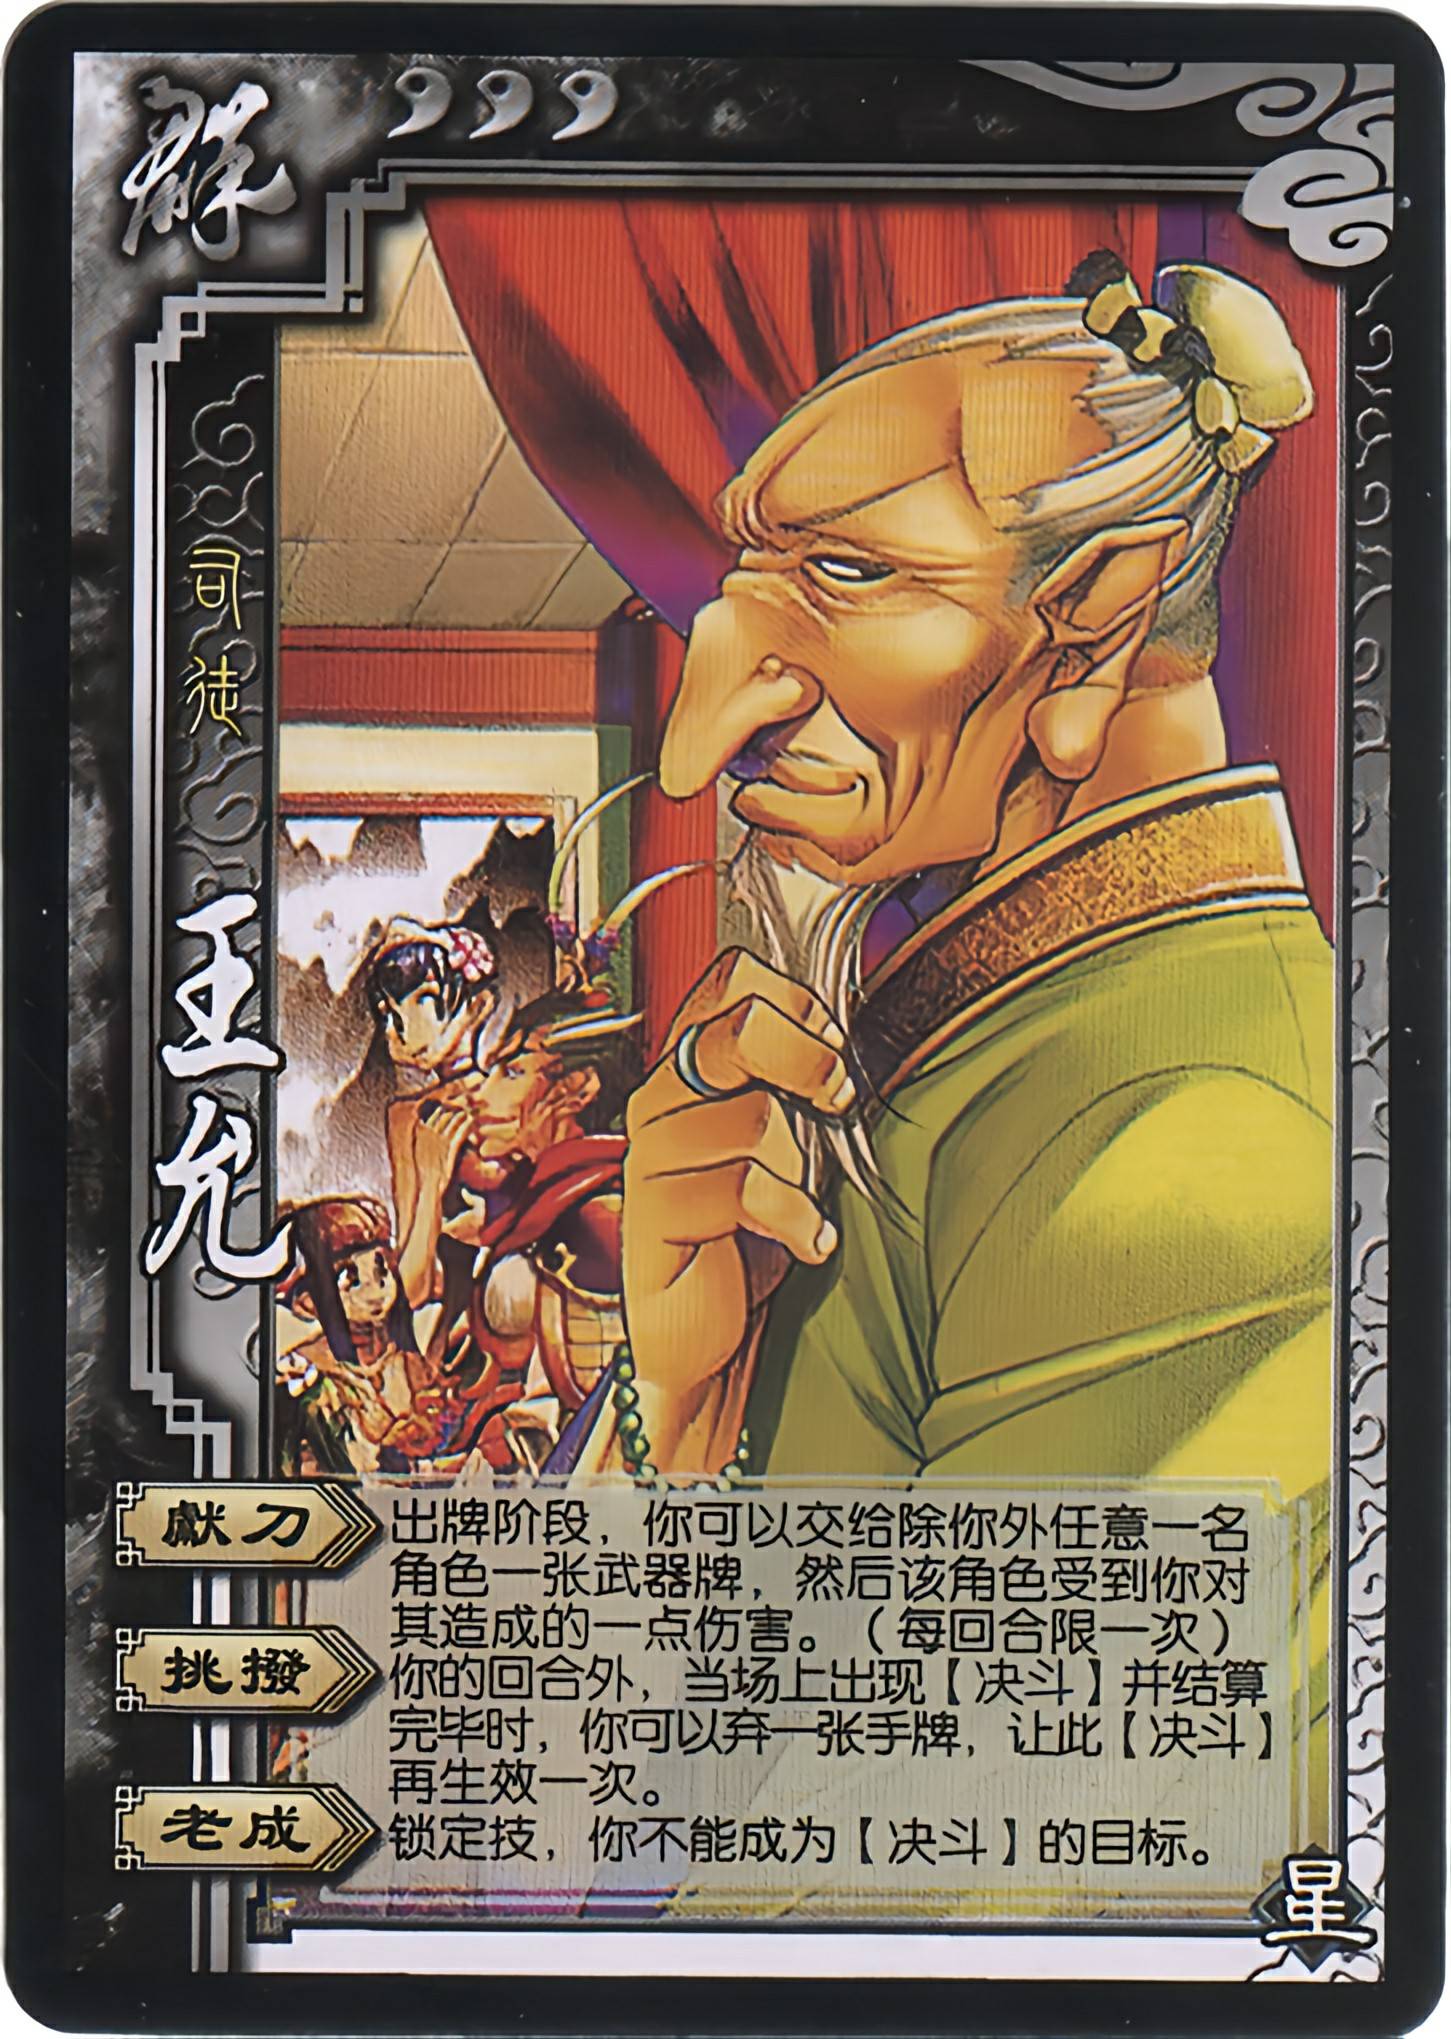 群
司徒
王允
獻刀
出牌阶段，你可以交给除你外任意一名
角色一张武器牌，然后该角色受到你对
其造成的一点伤害。（每回合限一次）
挑撥
你的回合外，当场上出现【决斗】并结算
完毕时，你可以弃一张手牌，让此【决斗】
再生效一次。
老成
锁定技，你不能成为【决斗】的目标。
星